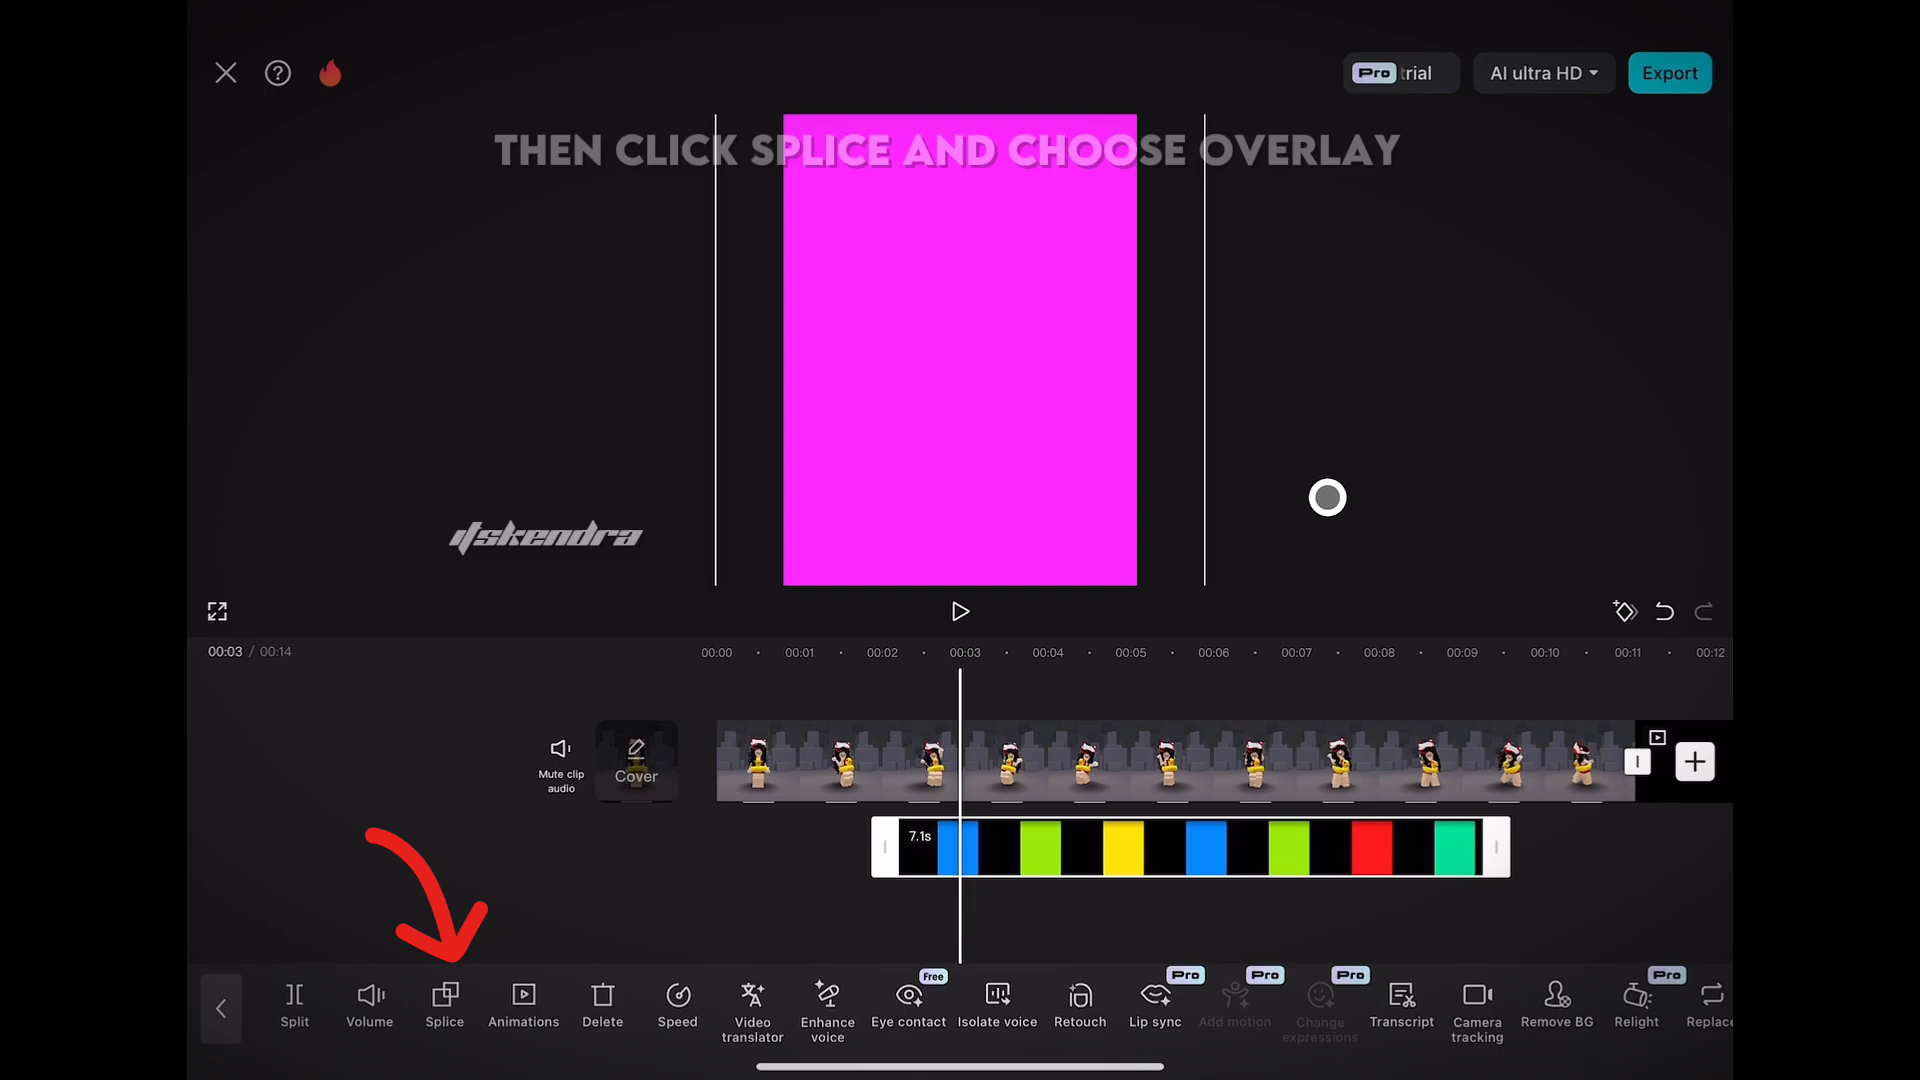 Pro trial
AI ultra HD
Export
THEN CLICK SPLICE AND CHOOSE OVERLAY
itskendra
00:03 / 00:14
00:00 00:01 00:02 00:03 00:04 00:05 00:06 00:07 00:08 00:09 00:10 00:11 00:12
Mute clip
audio
Cover
7.1s
Free
Pro
Pro
Pro
Pro
Split
Volume
Splice
Animations
Delete
Speed
Video
translator
Enhance
voice
Eye contact
Isolate voice
Retouch
Lip sync
Add motion
Change
expressions
Transcript
Camera
tracking
Remove BG
Relight
Replace